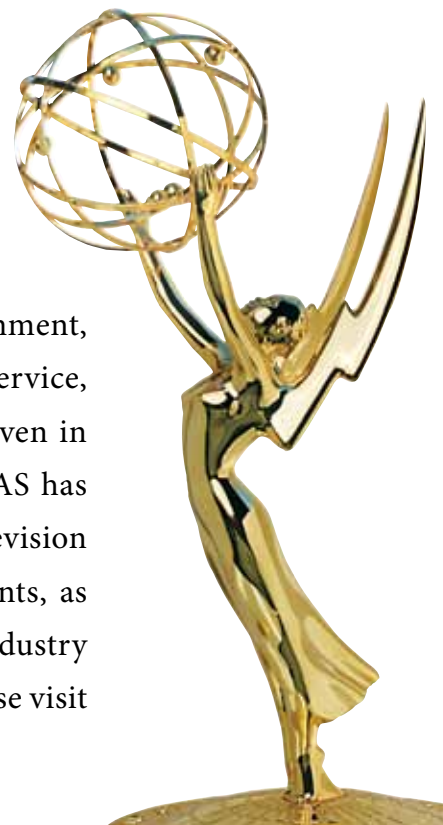 nment,
ervice,
ven in
AS has
evision
nts, as
dustry
se visit